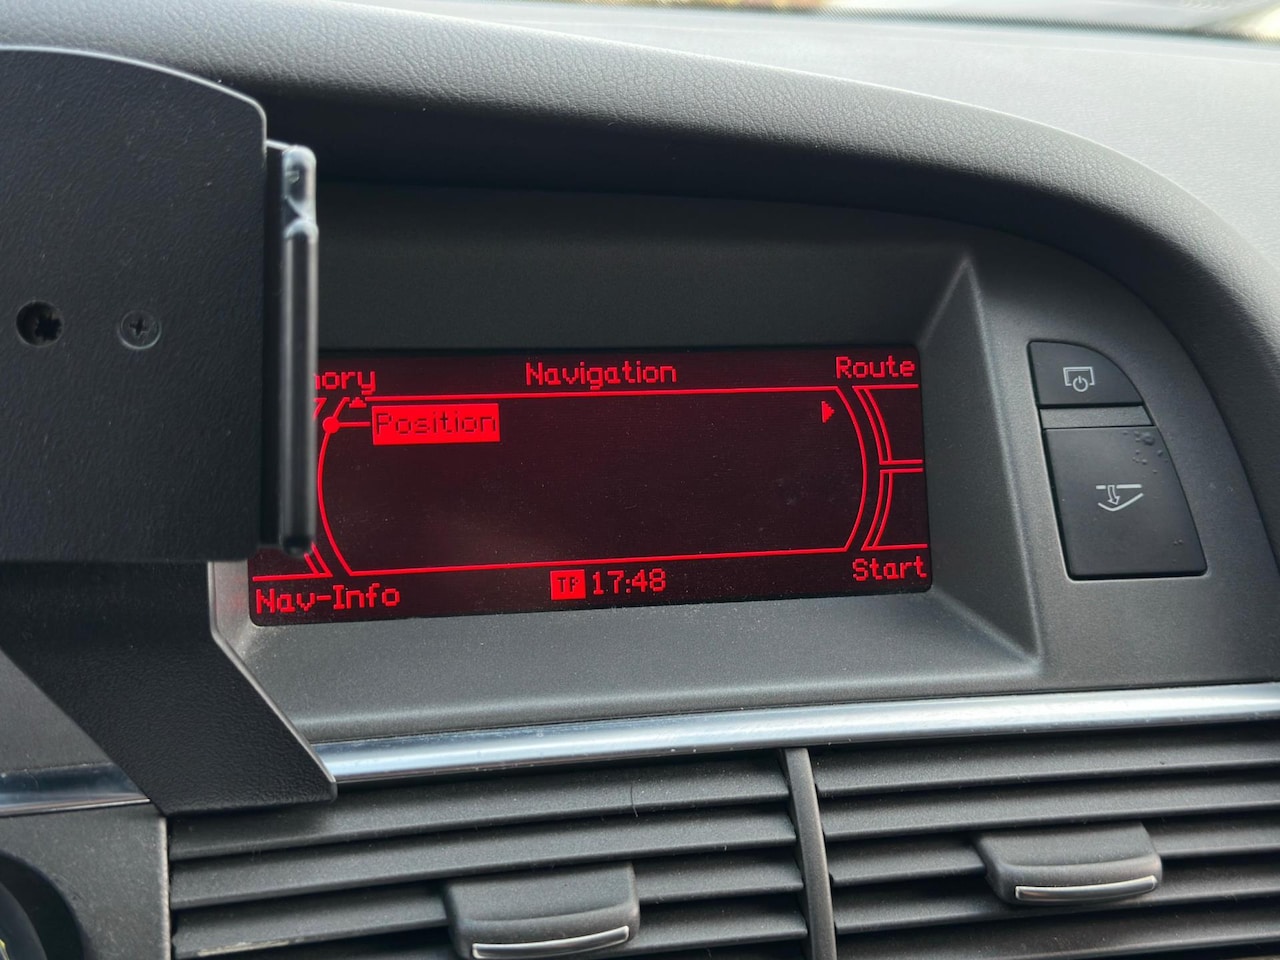 Navigation
Route
Position
Nav-Info
TP 17:48
Start